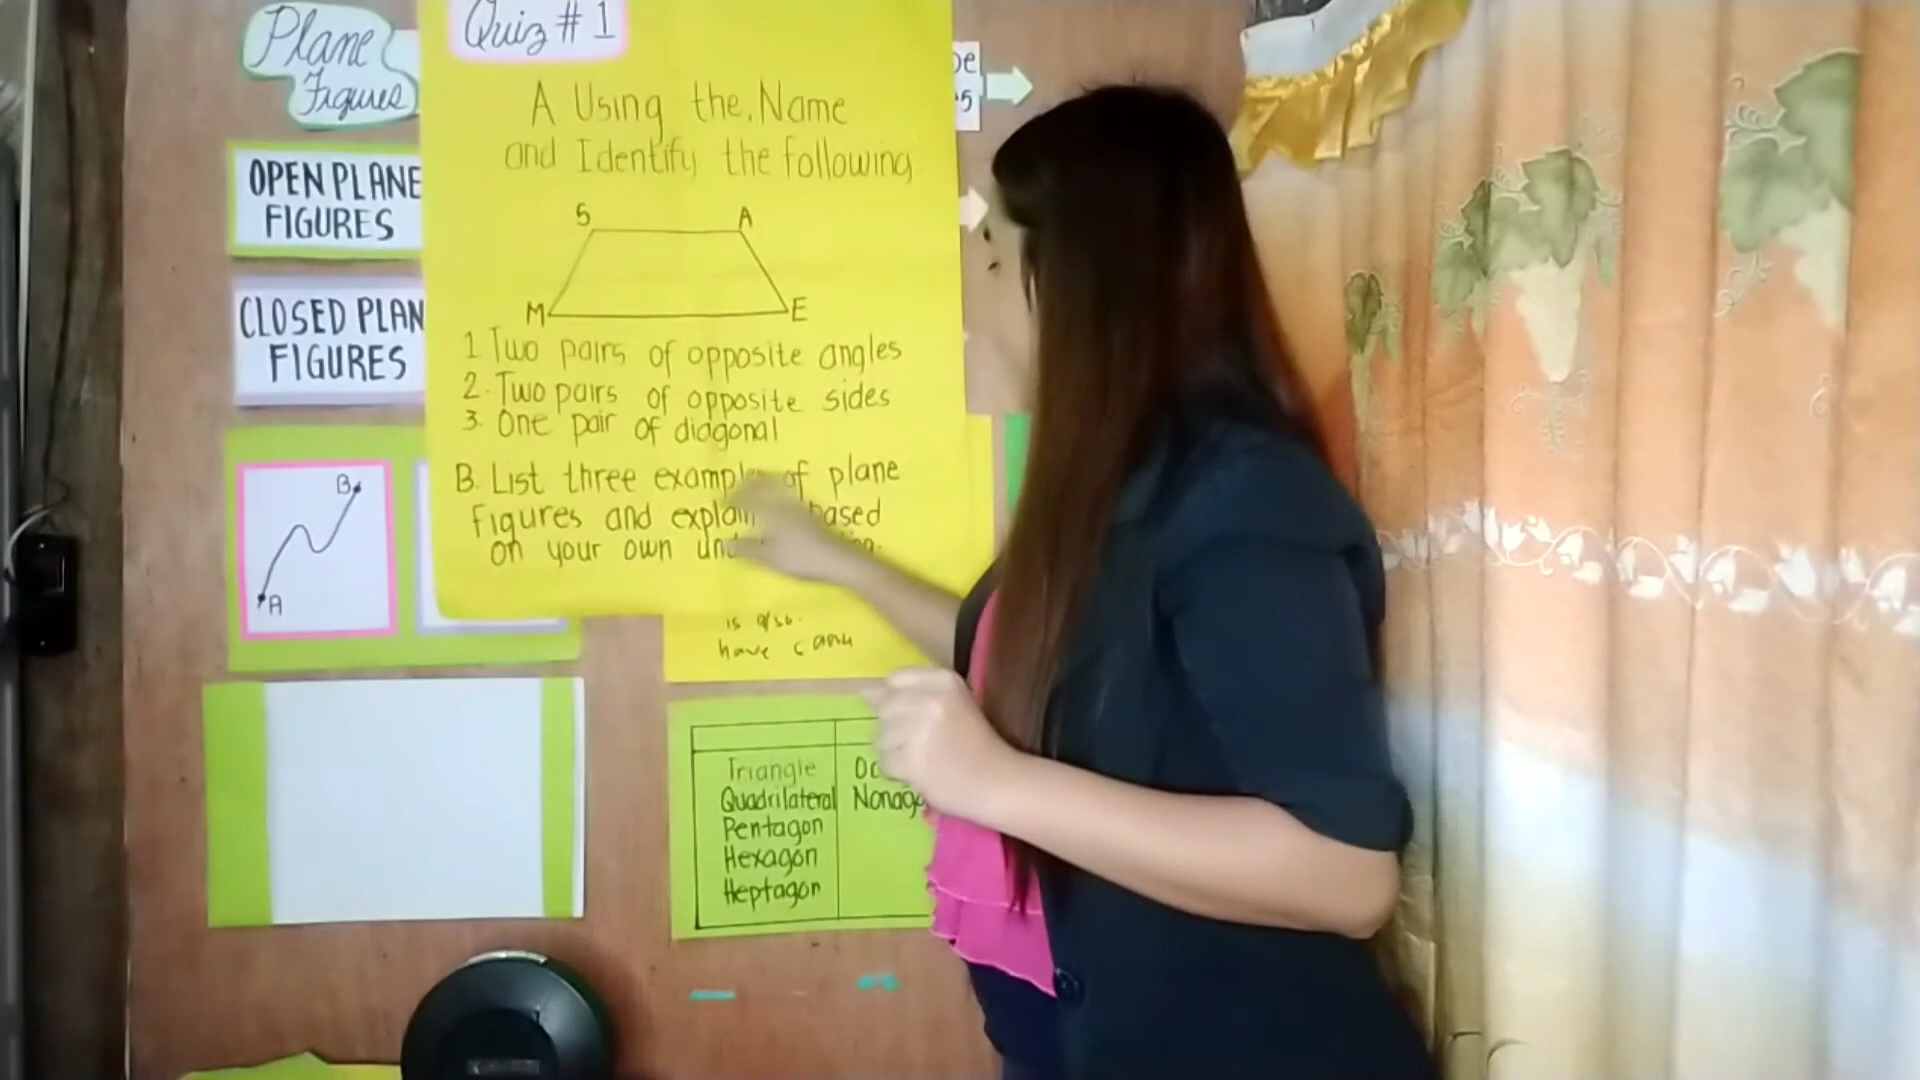 Plane
Figures
OPEN PLANE
FIGURES
CLOSED PLAN
FIGURES
B
A
Quiz # 1
A Using the. Name
and Identify the following
S A
M E
1 Two pairs of opposite angles
2. Two pairs of opposite sides
3. One pair of diagonal
B. List three examples of plane
figures and explain based
on your own
is also
have
Triangle
Quadrilateral
Pentagon
Hexagon
Heptagon